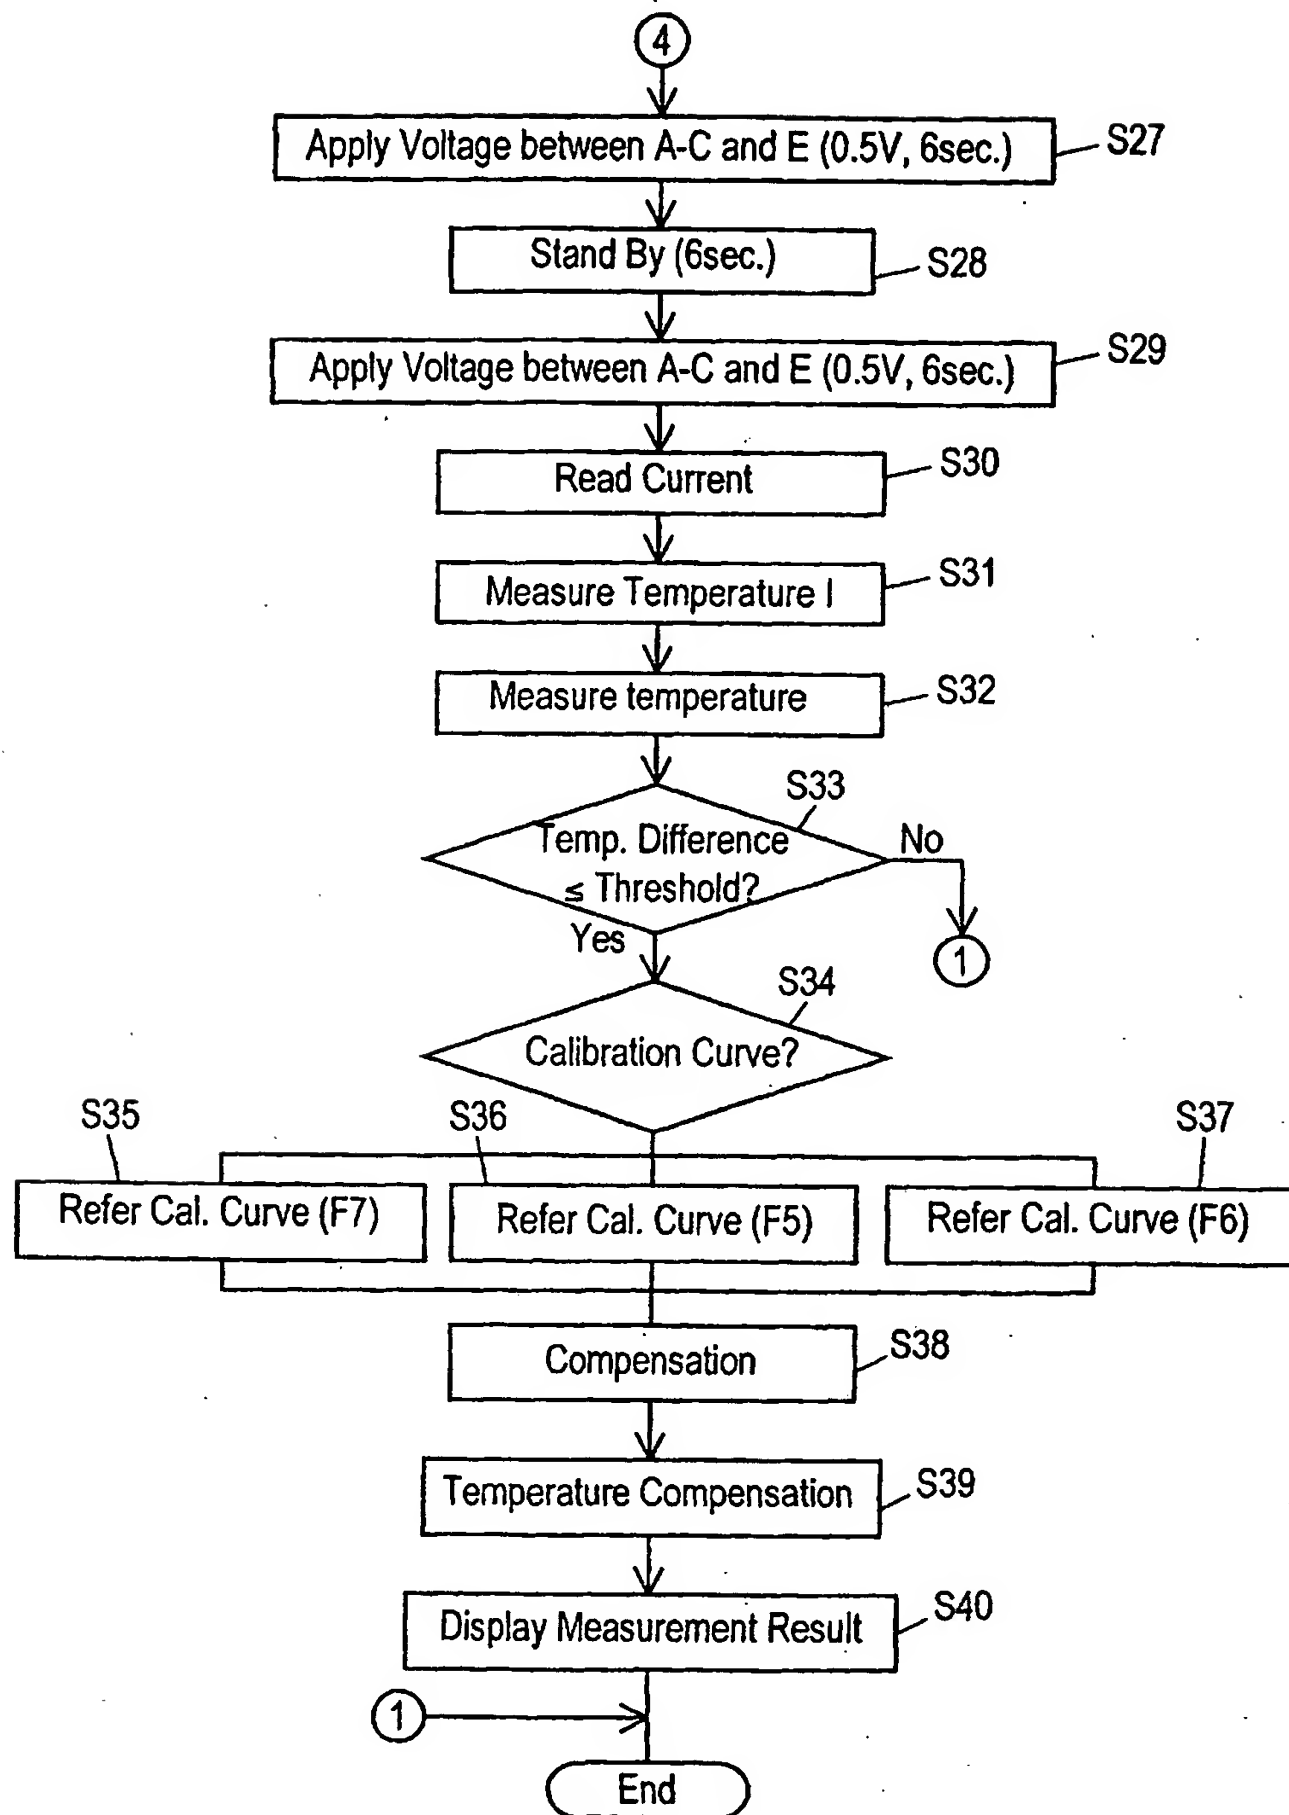 4
Apply Voltage between A-C and E (0.5V, 6sec.)
S27
Stand By (6sec.)
S28
Apply Voltage between A-C and E (0.5V, 6sec.)
S29
Read Current
S30
Measure Temperature I
S31
Measure temperature
S32
S33
Temp. Difference
≤ Threshold?
No
Yes
1
S34
Calibration Curve?
S35
S36
S37
Refer Cal. Curve (F7)
Refer Cal. Curve (F5)
Refer Cal. Curve (F6)
Compensation
S38
Temperature Compensation
S39
Display Measurement Result
S40
1
End